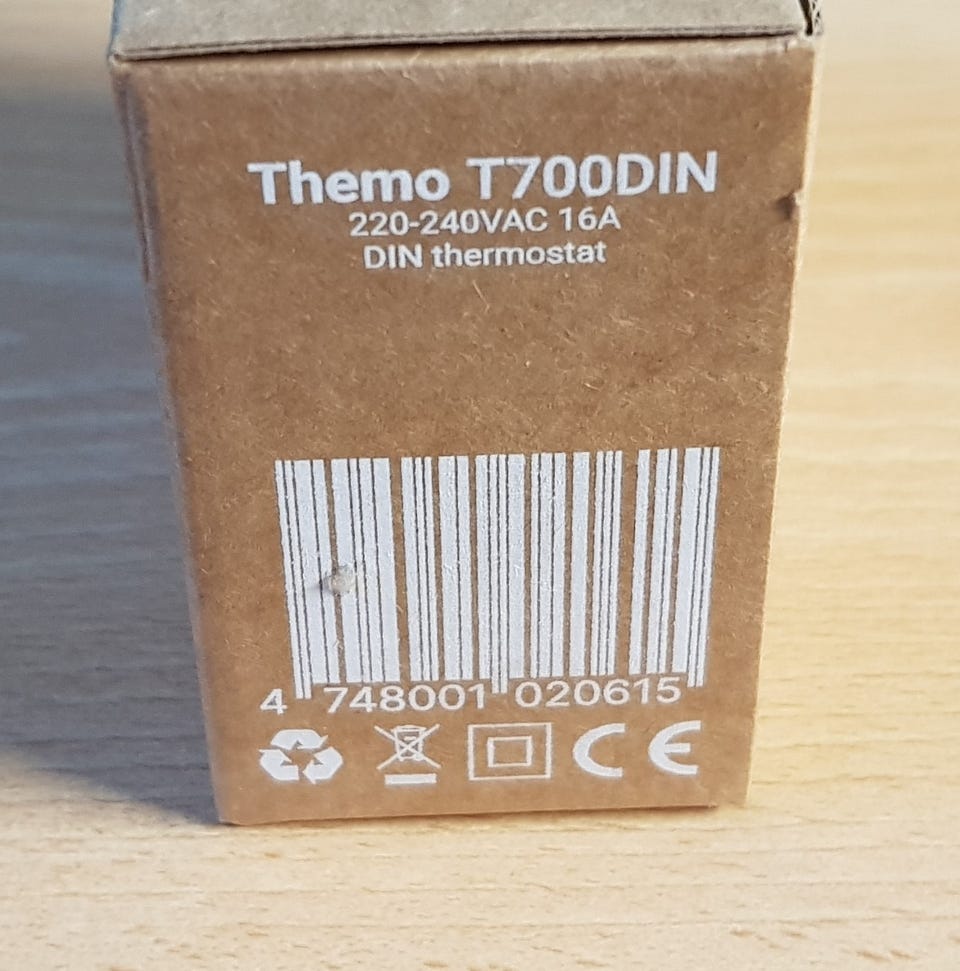 Themo T700DIN
220-240VAC 16A
DIN thermostat
4 748001 020615
CE